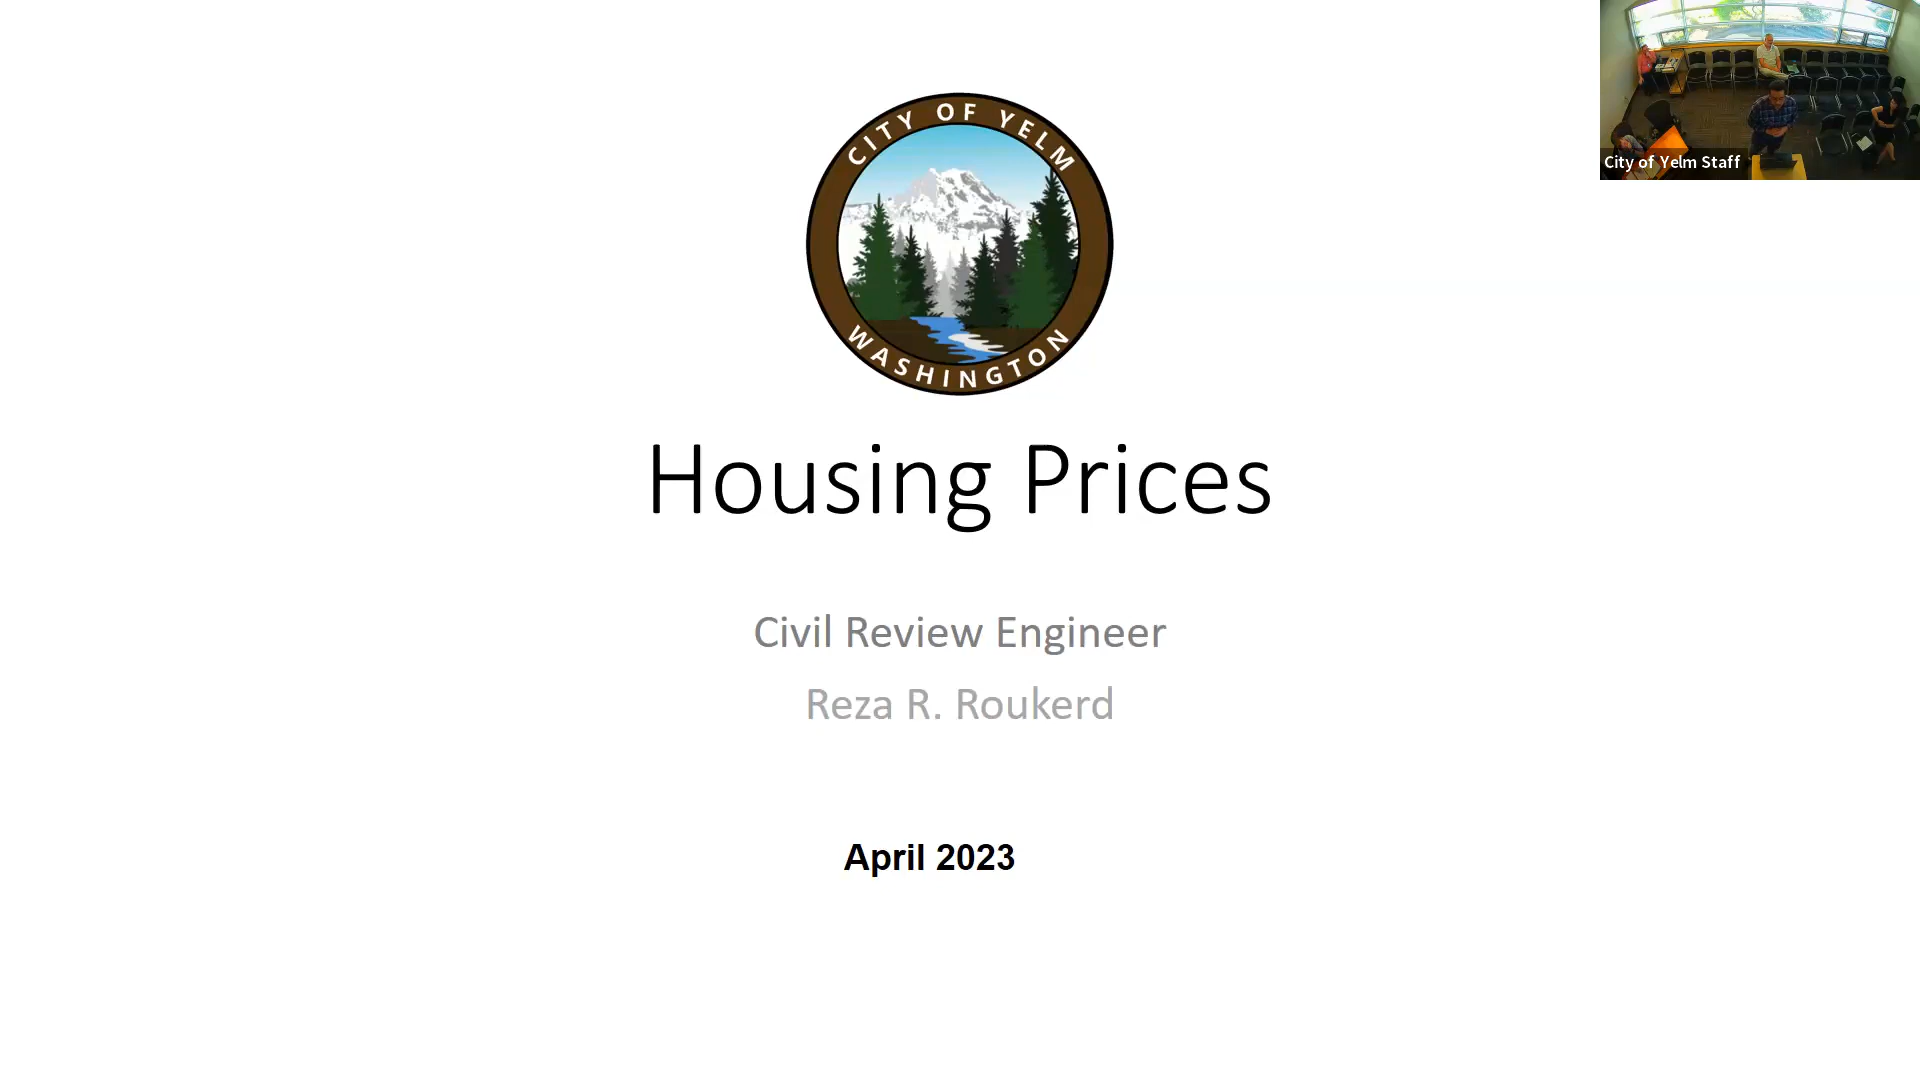 CITY OF YELM
WASHINGTON
City of Yelm Staff
Housing Prices
Civil Review Engineer
Reza R. Roukerd
April 2023